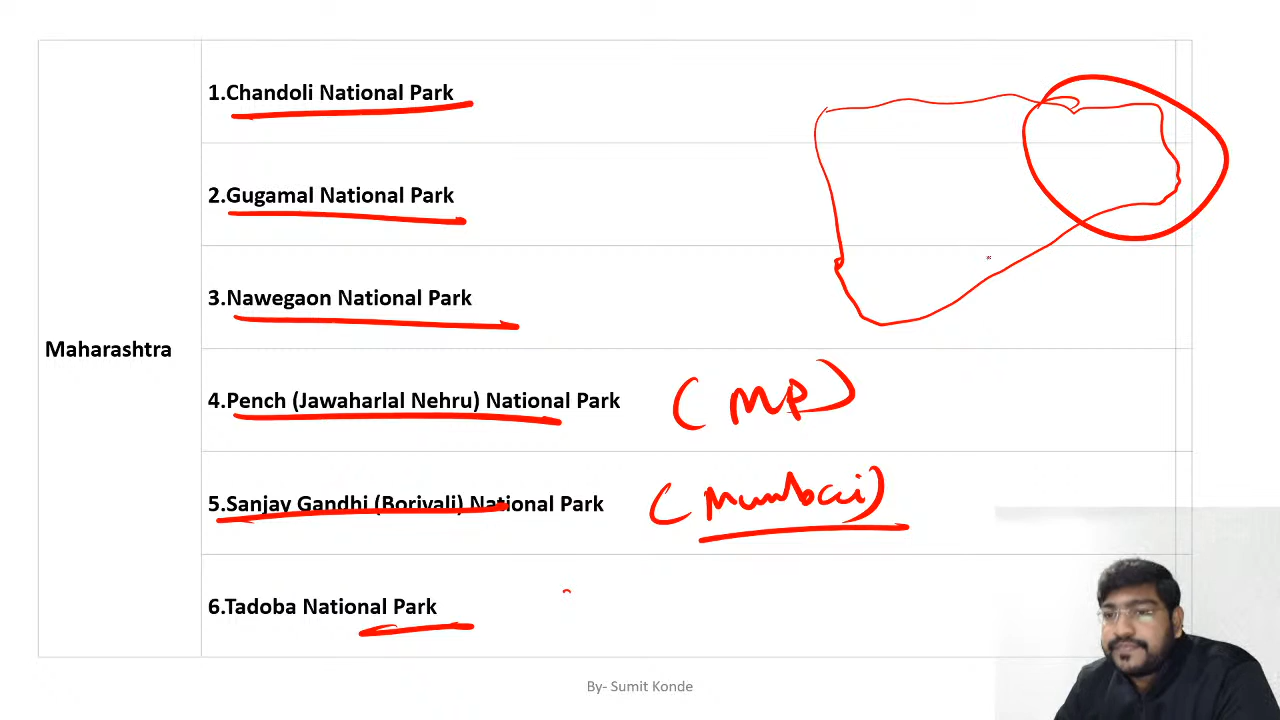 1.Chandoli National Park
2.Gugamal National Park
3.Nawegaon National Park
Maharashtra
4.Pench (Jawaharlal Nehru) National Park (MP)
5.Sanjay Gandhi (Borivali) National Park (Mumbai)
6.Tadoba National Park
By- Sumit Konde